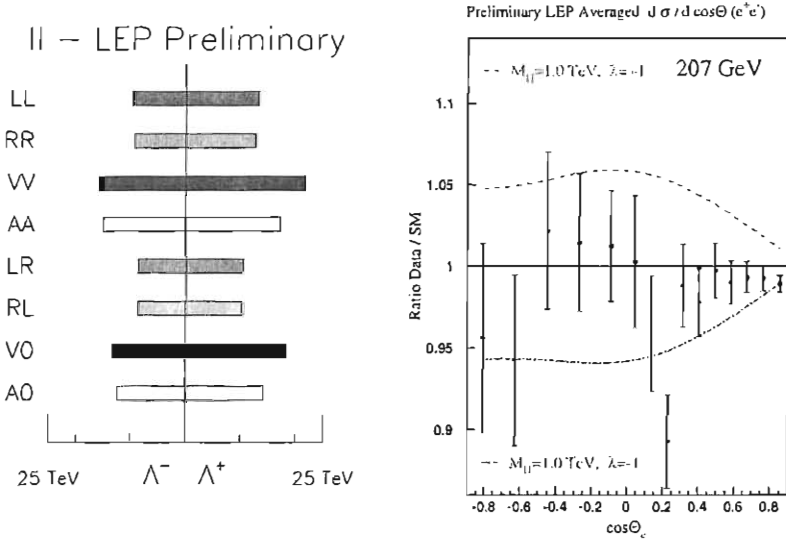 ll – LEP Preliminary
LL
RR
VV
AA
LR
RL
V0
A0
25 TeV Λ⁻ Λ⁺ 25 TeV
Preliminary LEP Averaged d σ / d cosΘ (e⁺e⁻)
M_H=1.0 TeV, λ=-1 207 GeV
1.1
1.05
1
0.95
0.9
Ratio Data / SM
M_H=1.0 TeV, λ=-1
-0.8 -0.6 -0.4 -0.2 0 0.2 0.4 0.6 0.8
cosΘ